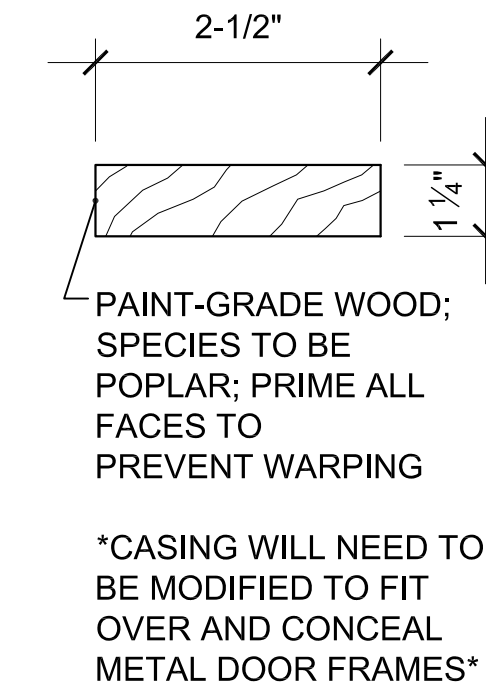 2-1/2"
1 ¼"
PAINT-GRADE WOOD;
SPECIES TO BE
POPLAR; PRIME ALL
FACES TO
PREVENT WARPING
*CASING WILL NEED TO
BE MODIFIED TO FIT
OVER AND CONCEAL
METAL DOOR FRAMES*